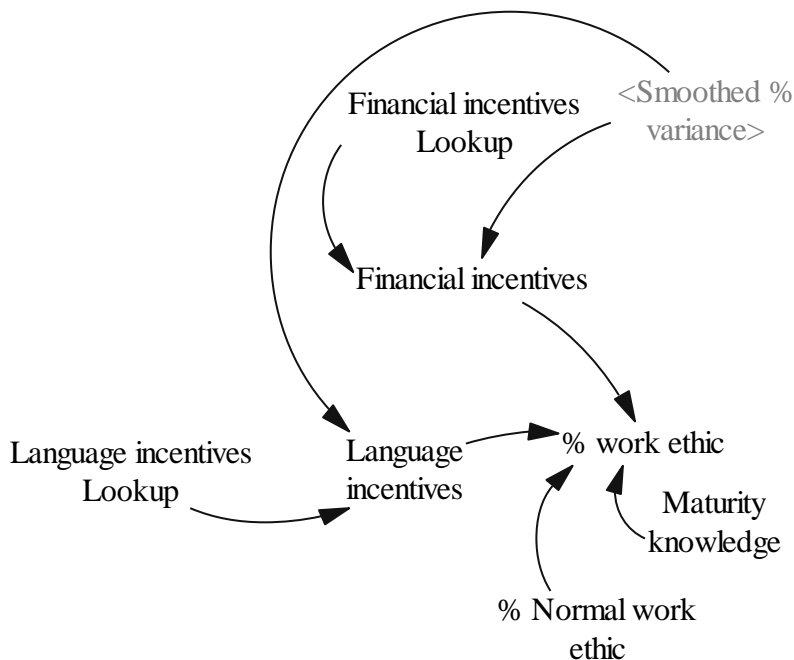 Financial incentives
Lookup
<Smoothed %
variance>
Financial incentives
Language incentives
Lookup
Language
incentives
% work ethic
Maturity
knowledge
% Normal work
ethic